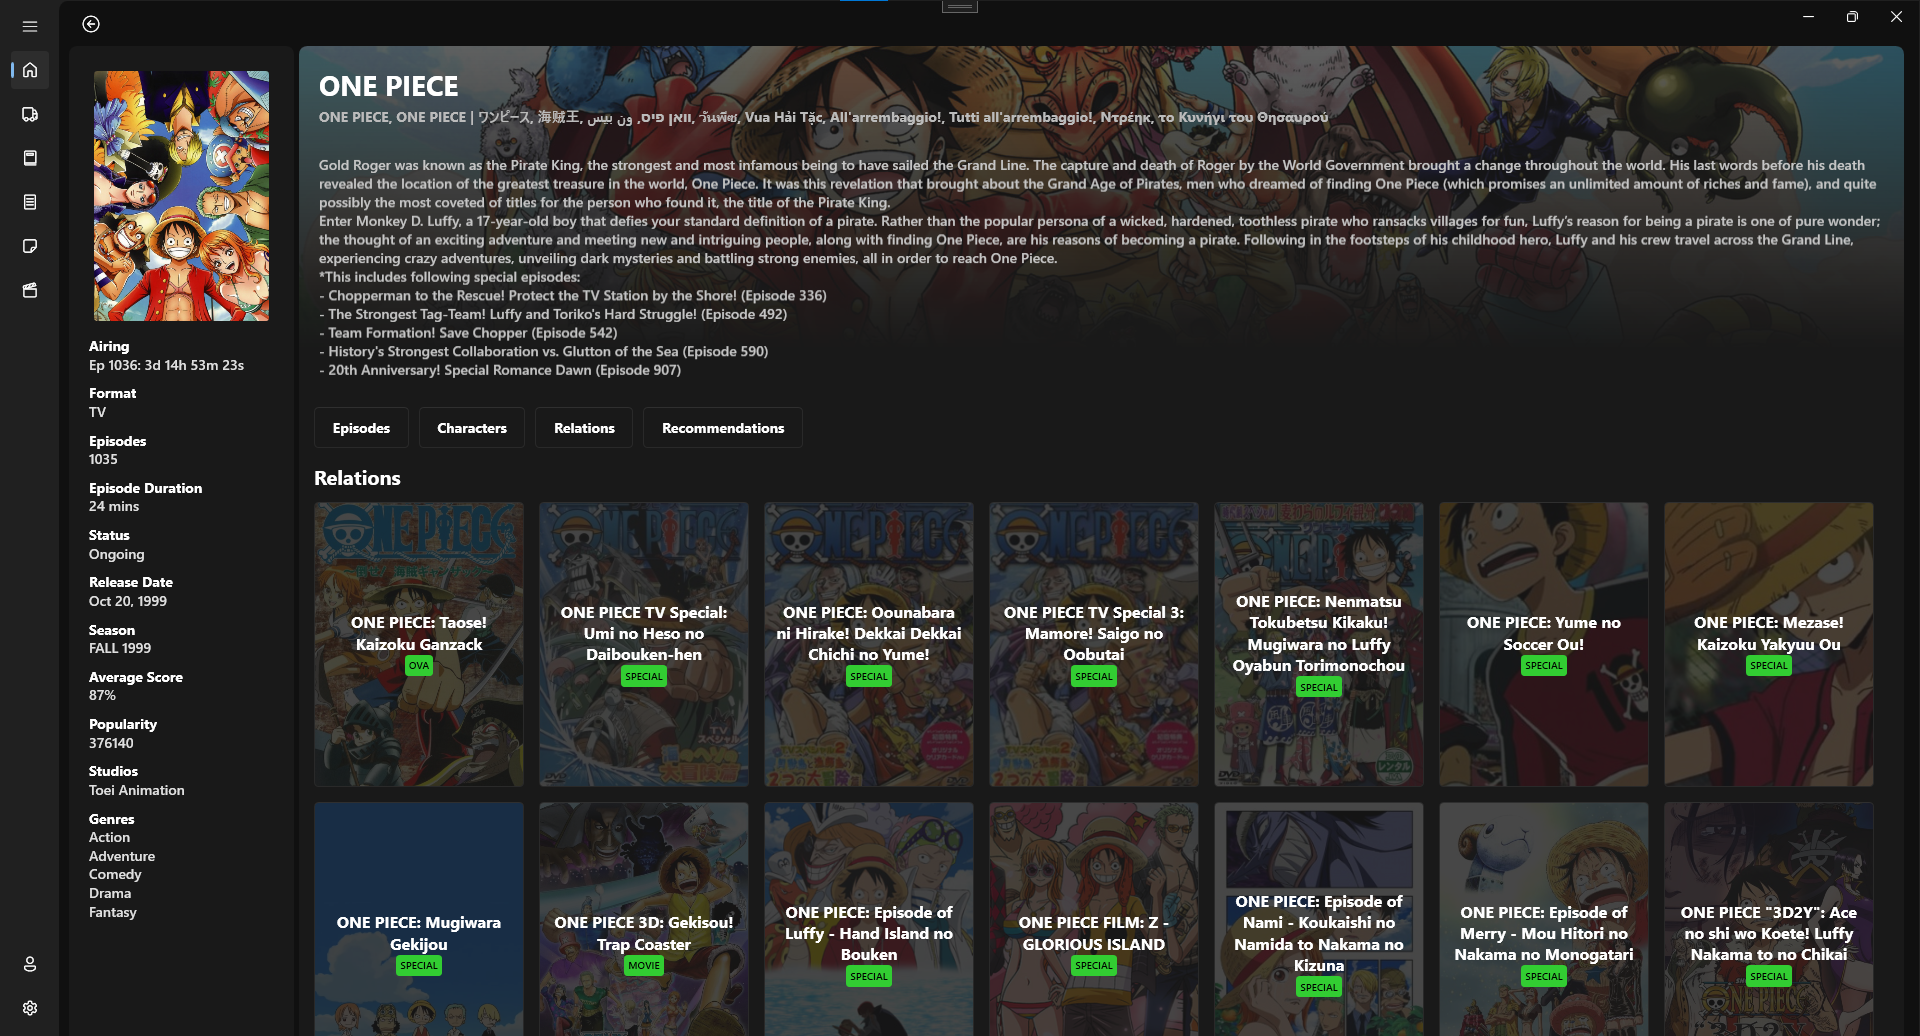 ONE PIECE
ONE PIECE, ONE PIECE | ワンピース, 海贼王, וואן פיס, ون بيس, วันพีซ, Vua Hải Tặc, All'arrembaggio!, Tutti all'arrembaggio!, Ντρέηκ, το Κυνήγι του Θησαυρού
Gold Roger was known as the Pirate King, the strongest and most infamous being to have sailed the Grand Line. The capture and death of Roger by the World Government brought a change throughout the world. His last words before his death
revealed the location of the greatest treasure in the world, One Piece. It was this revelation that brought about the Grand Age of Pirates, men who dreamed of finding One Piece (which promises an unlimited amount of riches and fame), and quite
possibly the most coveted of titles for the person who found it, the title of the Pirate King.
Enter Monkey D. Luffy, a 17-year-old boy that defies your standard definition of a pirate. Rather than the popular persona of a wicked, hardened, toothless pirate who ransacks villages for fun, Luffy's reason for being a pirate is one of pure wonder;
the thought of an exciting adventure and meeting new and intriguing people, along with finding One Piece, are his reasons of becoming a pirate. Following in the footsteps of his childhood hero, Luffy and his crew travel across the Grand Line,
experiencing crazy adventures, unveiling dark mysteries and battling strong enemies, all in order to reach One Piece.
*This includes following special episodes:
- Chopperman to the Rescue! Protect the TV Station by the Shore! (Episode 336)
- The Strongest Tag-Team! Luffy and Toriko's Hard Struggle! (Episode 492)
- Team Formation! Save Chopper (Episode 542)
- History's Strongest Collaboration vs. Glutton of the Sea (Episode 590)
- 20th Anniversary! Special Romance Dawn (Episode 907)
Airing
Ep 1036: 3d 14h 53m 23s
Format
TV
Episodes
1035
Episode Duration
24 mins
Status
Ongoing
Release Date
Oct 20, 1999
Season
FALL 1999
Average Score
87%
Popularity
376140
Studios
Toei Animation
Genres
Action
Adventure
Comedy
Drama
Fantasy
Episodes
Characters
Relations
Recommendations
Relations
ONE PIECE
ONE PIECE: Taose!
Kaizoku Ganzack
OVA
ONE PIECE
ONE PIECE TV Special:
Umi no Heso no
Daibouken-hen
SPECIAL
ONE PIECE
ONE PIECE: Oounabara
ni Hirake! Dekkai Dekkai
Chichi no Yume!
SPECIAL
ONE PIECE
ONE PIECE TV Special 3:
Mamore! Saigo no
Oobutai
SPECIAL
ONE PIECE: Nenmatsu
Tokubetsu Kikaku!
Mugiwara no Luffy
Oyabun Torimonochou
SPECIAL
ONE PIECE: Yume no
Soccer Ou!
SPECIAL
ONE PIECE: Mezase!
Kaizoku Yakyuu Ou
SPECIAL
ONE PIECE: Mugiwara
Gekijou
SPECIAL
ONE PIECE 3D: Gekisou!
Trap Coaster
MOVIE
ONE PIECE: Episode of
Luffy - Hand Island no
Bouken
SPECIAL
ONE PIECE FILM: Z -
GLORIOUS ISLAND
SPECIAL
ONE PIECE: Episode of
Nami - Koukaishi no
Namida to Nakama no
Kizuna
SPECIAL
ONE PIECE: Episode of
Merry - Mou Hitori no
Nakama no Monogatari
SPECIAL
ONE PIECE "3D2Y": Ace
no shi wo Koete! Luffy
Nakama to no Chikai
SPECIAL